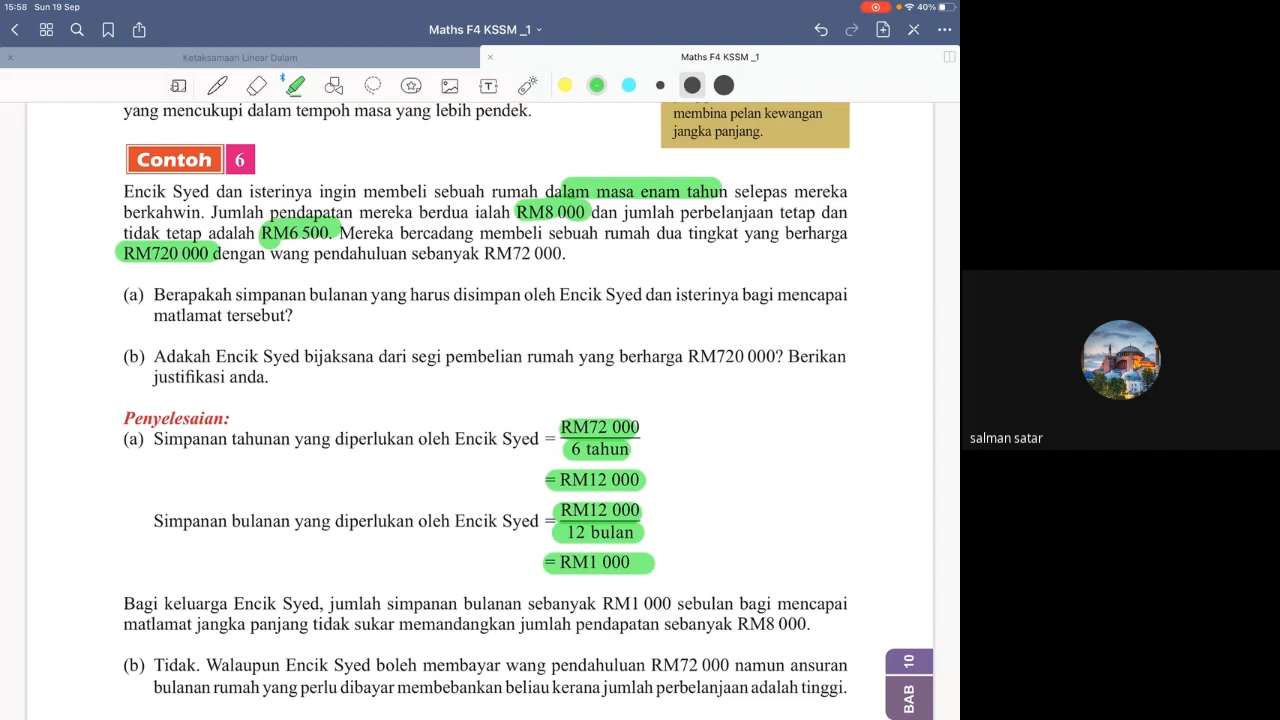 15:58 Sun 19 Sep
40%
Maths F4 KSSM _1
Ketaksamaan Linear Dalam
Maths F4 KSSM _1
yang mencukupi dalam tempoh masa yang lebih pendek.
membina pelan kewangan
jangka panjang.
Contoh 6
Encik Syed dan isterinya ingin membeli sebuah rumah dalam masa enam tahun selepas mereka
berkahwin. Jumlah pendapatan mereka berdua ialah RM8 000 dan jumlah perbelanjaan tetap dan
tidak tetap adalah RM6 500. Mereka bercadang membeli sebuah rumah dua tingkat yang berharga
RM720 000 dengan wang pendahuluan sebanyak RM72 000.
(a) Berapakah simpanan bulanan yang harus disimpan oleh Encik Syed dan isterinya bagi mencapai
matlamat tersebut?
(b) Adakah Encik Syed bijaksana dari segi pembelian rumah yang berharga RM720 000? Berikan
justifikasi anda.
Penyelesaian:
(a) Simpanan tahunan yang diperlukan oleh Encik Syed = RM72 000
6 tahun
= RM12 000
Simpanan bulanan yang diperlukan oleh Encik Syed = RM12 000
12 bulan
= RM1 000
Bagi keluarga Encik Syed, jumlah simpanan bulanan sebanyak RM1 000 sebulan bagi mencapai
matlamat jangka panjang tidak sukar memandangkan jumlah pendapatan sebanyak RM8 000.
(b) Tidak. Walaupun Encik Syed boleh membayar wang pendahuluan RM72 000 namun ansuran
bulanan rumah yang perlu dibayar membebankan beliau kerana jumlah perbelanjaan adalah tinggi.
BAB 10
salman satar